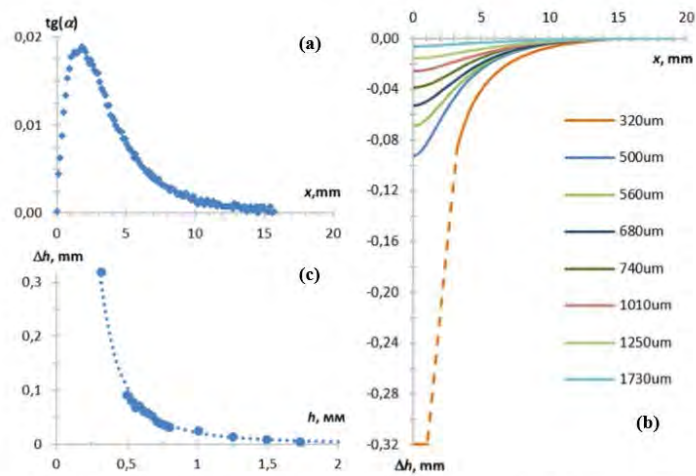 tg(α)
(a)
0,02
0,01
0,00
0
5
10
15
20
x,mm
Δh, mm
(c)
0,3
0,2
0,1
0
0
0,5
1
1,5
2
h, мм
0
5
10
15
20
x, mm
0,00
-0,04
-0,08
-0,12
-0,16
-0,20
-0,24
-0,28
-0,32
Δh, mm
320um
500um
560um
680um
740um
1010um
1250um
1730um
(b)